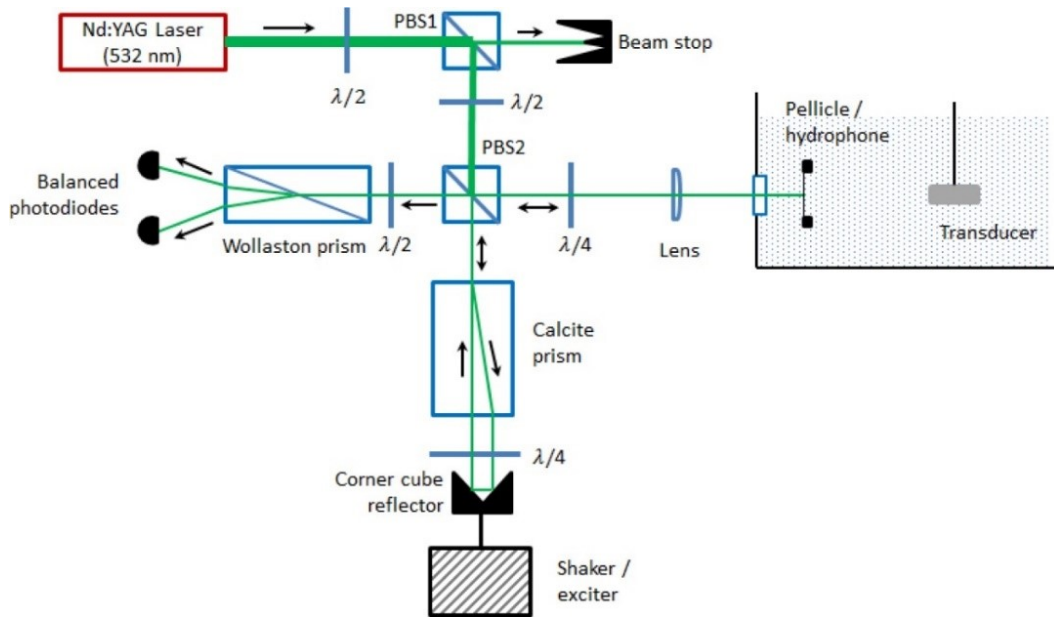 Nd:YAG Laser
(532 nm)
PBS1
Beam stop
λ/2
λ/2
Pellicle /
hydrophone
PBS2
Balanced
photodiodes
Wollaston prism
λ/2
λ/4
Lens
Transducer
Calcite
prism
λ/4
Corner cube
reflector
Shaker /
exciter